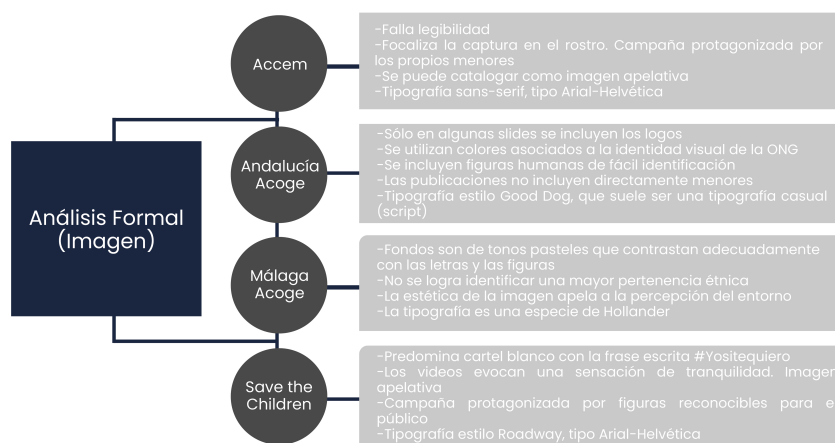 Análisis Formal
(Imagen)
Accem
-Falla legibilidad
-Focaliza la captura en el rostro. Campaña protagonizada por
los propios menores
-Se puede catalogar como imagen apelativa
-Tipografía sans-serif, tipo Arial-Helvética
Andalucía
Acoge
-Sólo en algunas slides se incluyen los logos
-Se utilizan colores asociados a la identidad visual de la ONG
-Se incluyen figuras humanas de fácil identificación
-Las publicaciones no incluyen directamente menores
-Tipografía estilo Good Dog, que suele ser una tipografía casual
(script)
Málaga
Acoge
-Fondos son de tonos pasteles que contrastan adecuadamente
con las letras y las figuras
-No se logra identificar una mayor pertenencia étnica
-La estética de la imagen apela a la percepción del entorno
-La tipografía es una especie de Hollander
Save the
Children
-Predomina cartel blanco con la frase escrita #Yositequiero
-Los videos evocan una sensación de tranquilidad. Imagen
apelativa
-Campaña protagonizada por figuras reconocibles para e
público
-Tipografía estilo Roadway, tipo Arial-Helvética